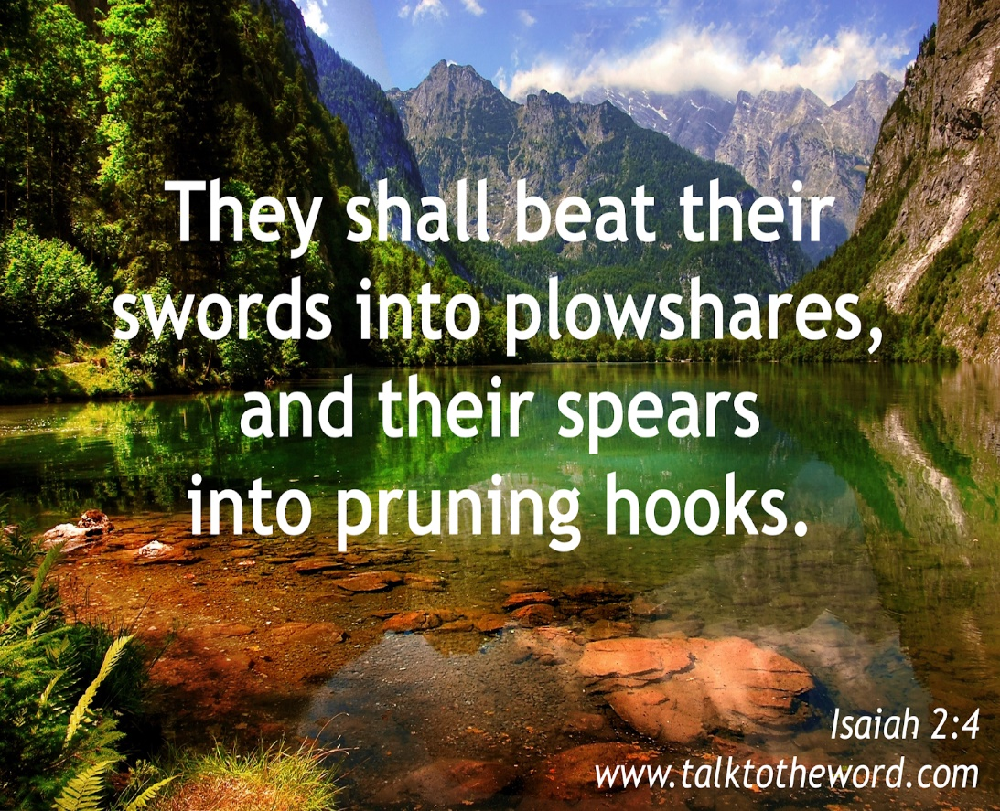 They shall beat their
swords into plowshares,
and their spears
into pruning hooks.
Isaiah 2:4
www.talktotheword.com